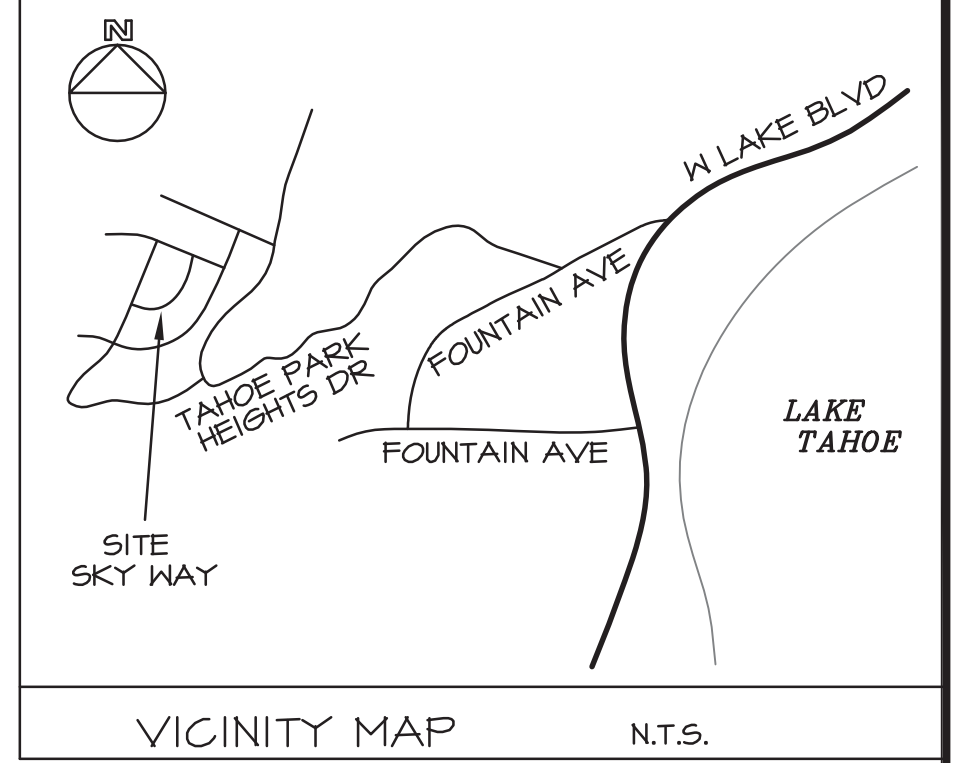 N
W LAKE BLVD
FOUNTAIN AVE
TAHOE PARK
HEIGHTS DR
LAKE
TAHOE
FOUNTAIN AVE
SITE
SKY WAY
VICINITY MAP
N.T.S.